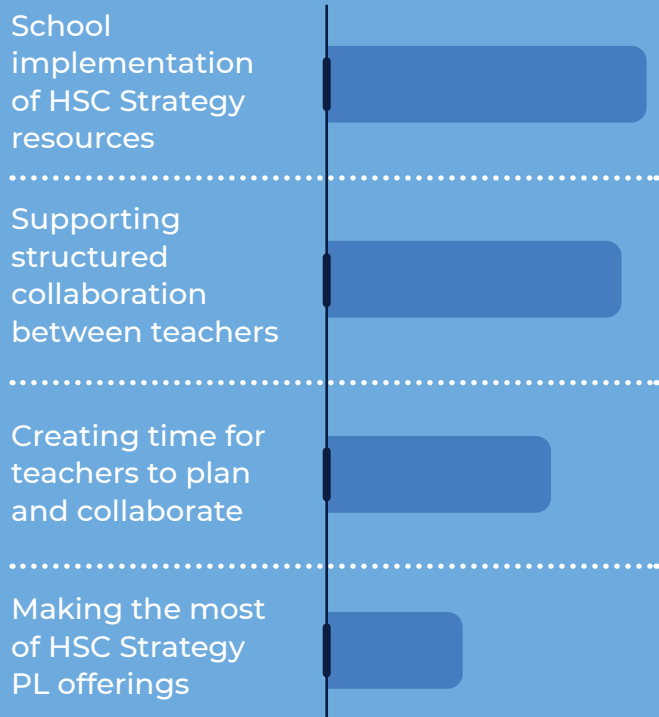 School
implementation
of HSC Strategy
resources
Supporting
structured
collaboration
between teachers
Creating time for
teachers to plan
and collaborate
Making the most
of HSC Strategy
PL offerings